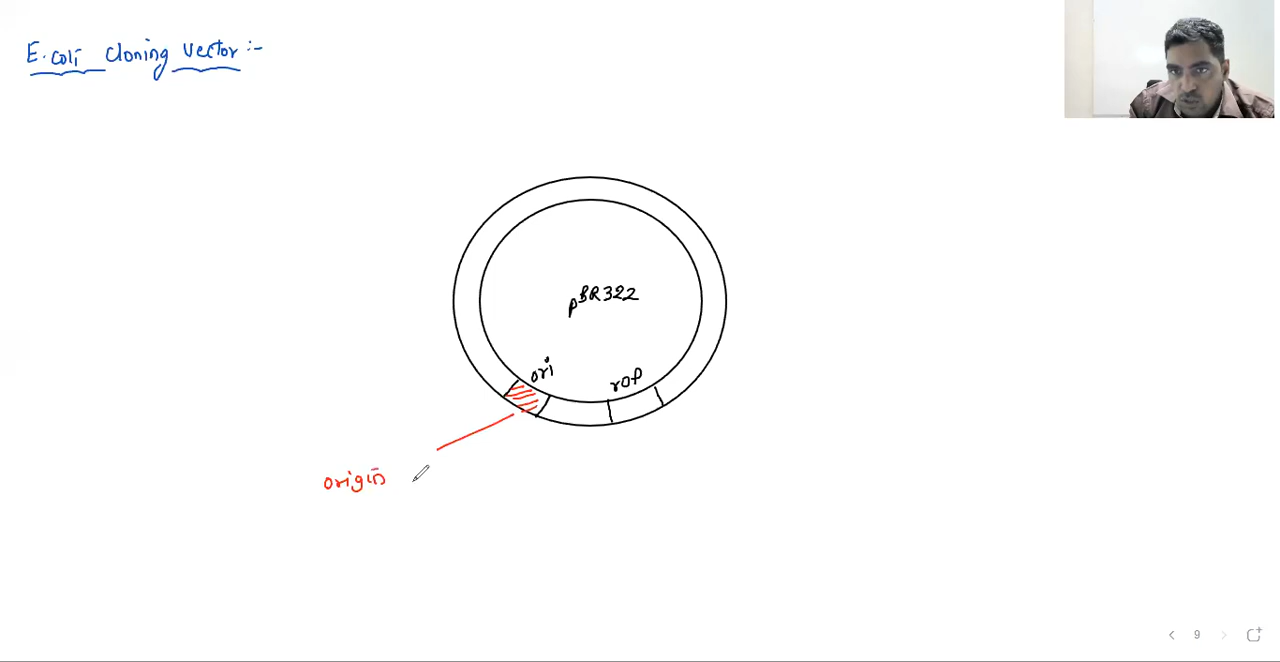 E.coli cloning vector :-
pBR322
ori
rop
origin
9